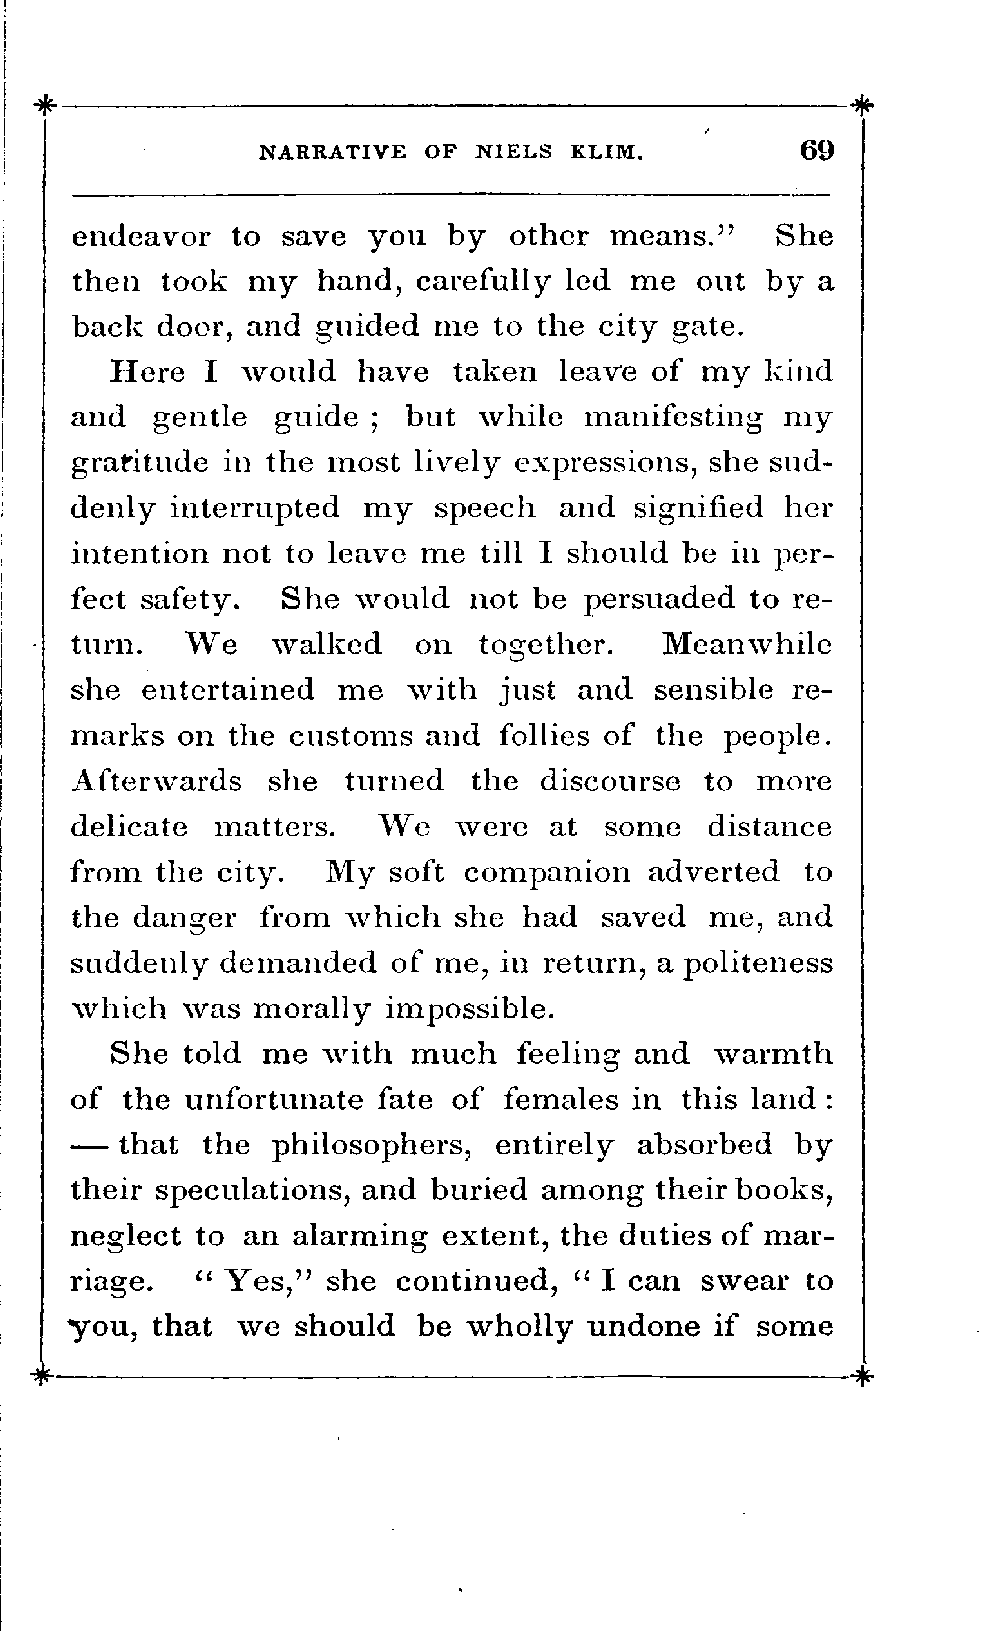 NARRATIVE OF NIELS KLIM. 69
endeavor to save you by other means." She
then took my hand, carefully led me out by a
back door, and guided me to the city gate.
Here I would have taken leave of my kind
and gentle guide ; but while manifesting my
gratitude in the most lively expressions, she sud-
denly interrupted my speech and signified her
intention not to leave me till I should be in per-
fect safety. She would not be persuaded to re-
turn. We walked on together. Meanwhile
she entertained me with just and sensible re-
marks on the customs and follies of the people.
Afterwards she turned the discourse to more
delicate matters. We were at some distance
from the city. My soft companion adverted to
the danger from which she had saved me, and
suddenly demanded of me, in return, a politeness
which was morally impossible.
She told me with much feeling and warmth
of the unfortunate fate of females in this land :
— that the philosophers, entirely absorbed by
their speculations, and buried among their books,
neglect to an alarming extent, the duties of mar-
riage. " Yes," she continued, " I can swear to
you, that we should be wholly undone if some